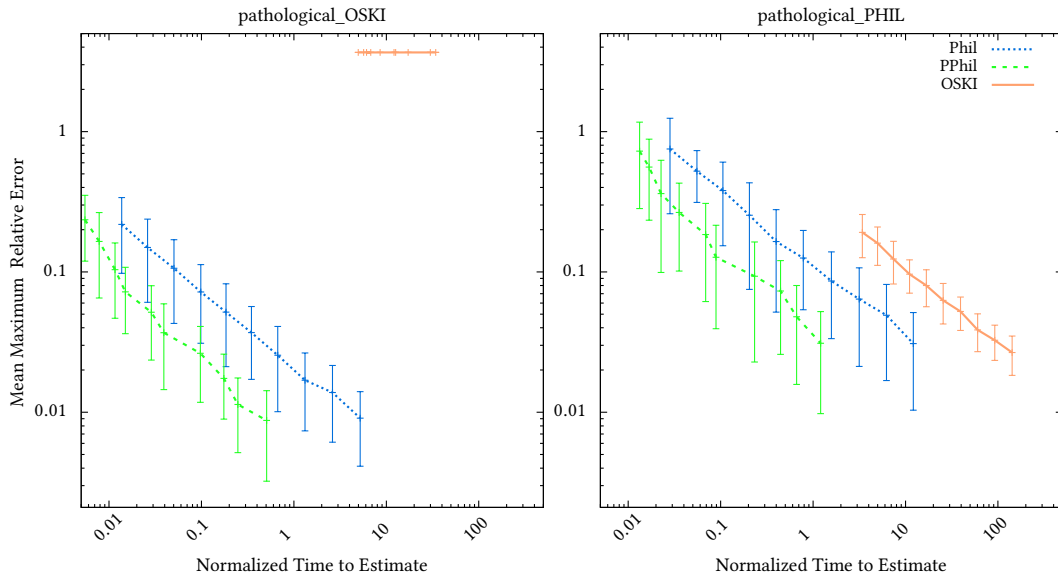 pathological_OSKI
pathological_PHIL
Mean Maximum Relative Error
1
0.1
0.01
0.01
0.1
1
10
100
Normalized Time to Estimate
Phil
PPhil
OSKI
1
0.1
0.01
0.01
0.1
1
10
100
Normalized Time to Estimate